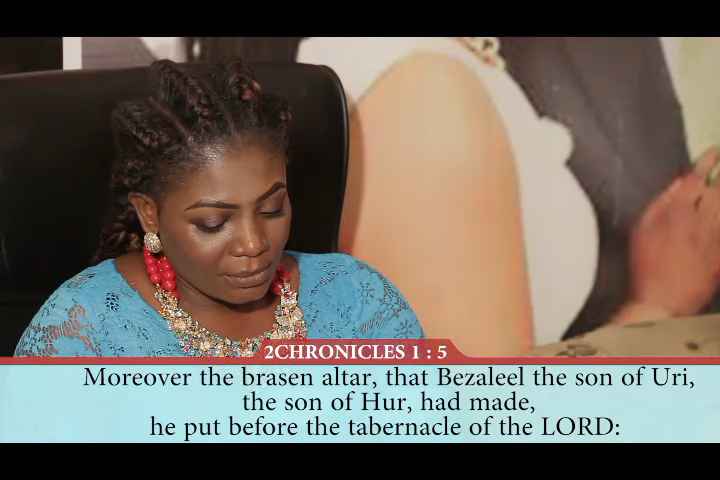 2CHRONICLES 1 : 5
Moreover the brasen altar, that Bezaleel the son of Uri,
the son of Hur, had made,
he put before the tabernacle of the LORD: